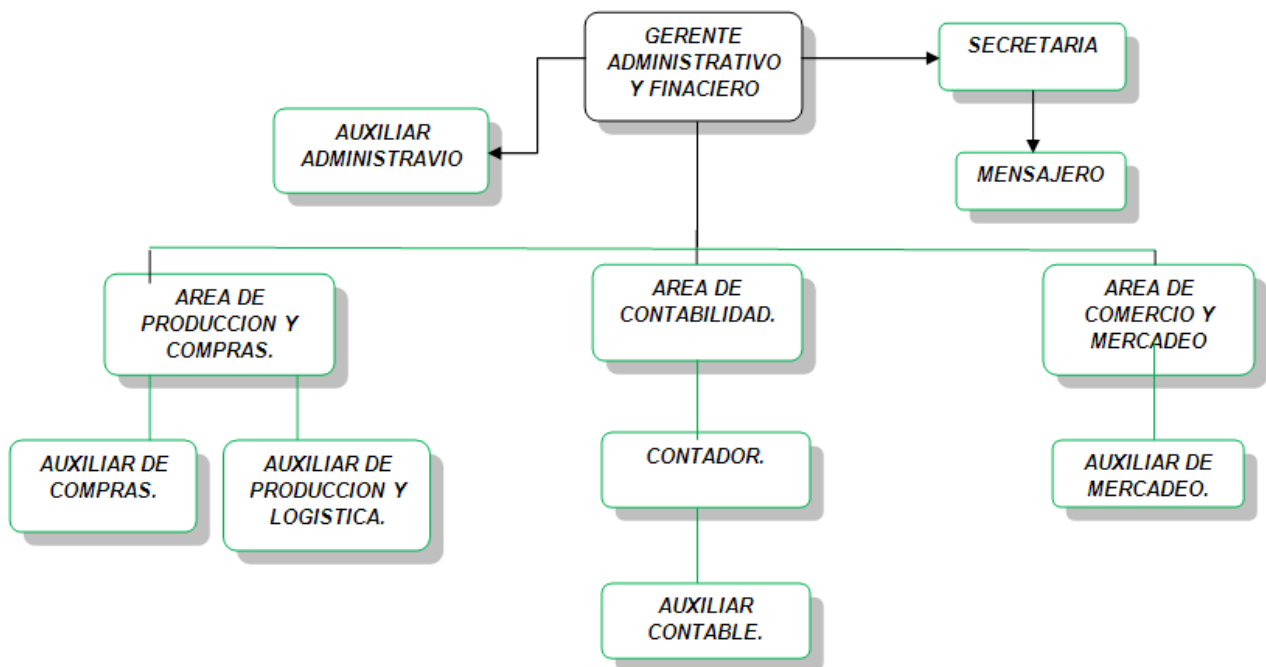 GERENTE
ADMINISTRATIVO
Y FINACIERO
SECRETARIA
AUXILIAR
ADMINISTRAVIO
MENSAJERO
AREA DE
PRODUCCION Y
COMPRAS.
AREA DE
CONTABILIDAD.
AREA DE
COMERCIO Y
MERCADEO
AUXILIAR DE
COMPRAS.
AUXILIAR DE
PRODUCCION Y
LOGISTICA.
CONTADOR.
AUXILIAR DE
MERCADEO.
AUXILIAR
CONTABLE.